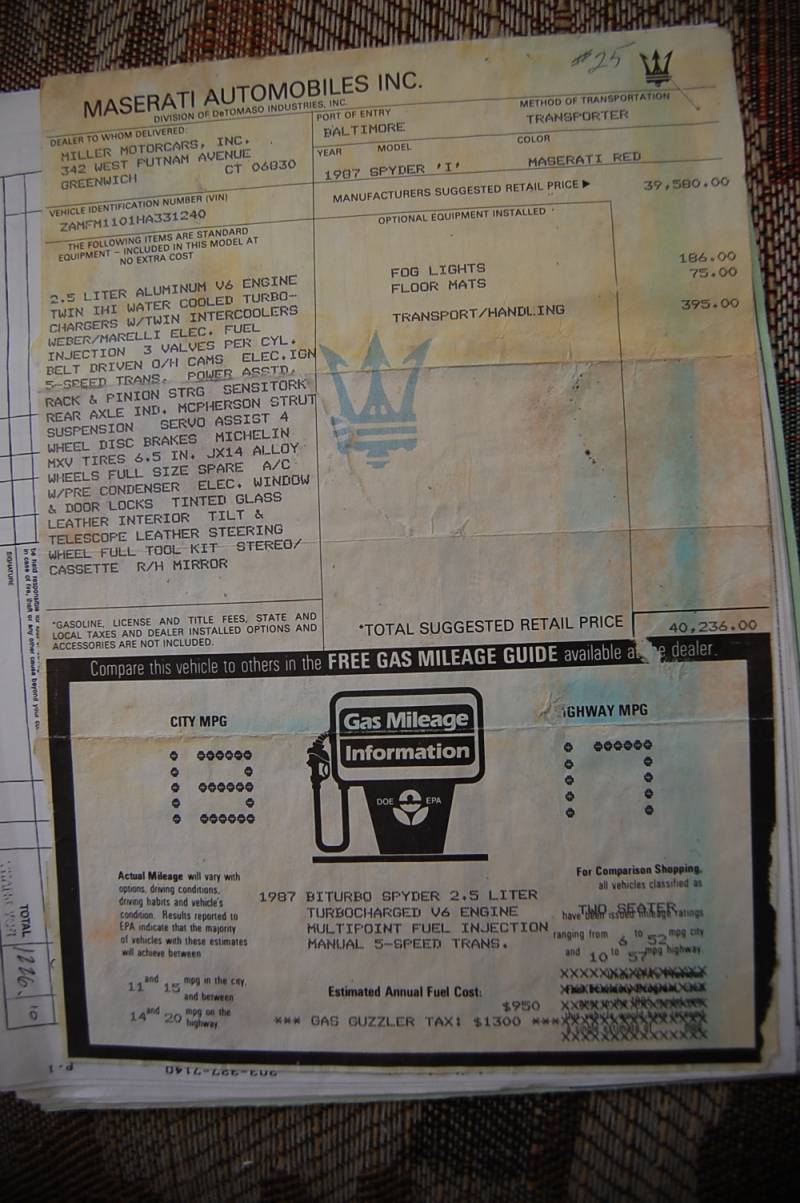 #25
MASERATI AUTOMOBILES INC.
DIVISION OF DeTOMASO INDUSTRIES, INC.
DEALER TO WHOM DELIVERED:
MILLER MOTORCARS, INC.
342 WEST PUTNAM AVENUE
GREENWICH CT 06830
PORT OF ENTRY
BALTIMORE
METHOD OF TRANSPORTATION
TRANSPORTER
YEAR MODEL COLOR
1987 SPYDER 'I' MASERATI RED
VEHICLE IDENTIFICATION NUMBER (VIN)
ZAMFM1101HA331240
MANUFACTURERS SUGGESTED RETAIL PRICE ▶ 39,580.00
THE FOLLOWING ITEMS ARE STANDARD
EQUIPMENT – INCLUDED IN THIS MODEL AT
NO EXTRA COST
2.5 LITER ALUMINUM V6 ENGINE
TWIN IHI WATER COOLED TURBO-
CHARGERS W/TWIN INTERCOOLERS
WEBER/MARELLI ELEC. FUEL
INJECTION 3 VALVES PER CYL.
BELT DRIVEN O/H CAMS ELEC.IGN
5-SPEED TRANS. POWER ASSTD.
RACK & PINION STRG SENSITORK
REAR AXLE IND. MCPHERSON STRUT
SUSPENSION SERVO ASSIST 4
WHEEL DISC BRAKES MICHELIN
MXV TIRES 6.5 IN. JX14 ALLOY
WHEELS FULL SIZE SPARE A/C
W/PRE CONDENSER ELEC. WINDOW
& DOOR LOCKS TINTED GLASS
LEATHER INTERIOR TILT &
TELESCOPE LEATHER STEERING
WHEEL FULL TOOL KIT STEREO/
CASSETTE R/H MIRROR
OPTIONAL EQUIPMENT INSTALLED
FOG LIGHTS 186.00
FLOOR MATS 75.00
TRANSPORT/HANDLING 395.00
*GASOLINE, LICENSE AND TITLE FEES, STATE AND
LOCAL TAXES AND DEALER INSTALLED OPTIONS AND
ACCESSORIES ARE NOT INCLUDED.
*TOTAL SUGGESTED RETAIL PRICE 40,236.00
Compare this vehicle to others in the FREE GAS MILEAGE GUIDE available at dealer.
CITY MPG
Gas Mileage
Information
DOE EPA
GHWAY MPG
Actual Mileage will vary with
options, driving conditions,
driving habits and vehicle's
condition. Results reported to
EPA indicate that the majority
of vehicles with these estimates
will achieve between
11 and 15 mpg in the city,
and between
14 and 20 mpg on the
highway.
1987 BITURBO SPYDER 2.5 LITER
TURBOCHARGED V6 ENGINE
MULTIPOINT FUEL INJECTION
MANUAL 5-SPEED TRANS.
Estimated Annual Fuel Cost:
$950
*** GAS GUZZLER TAX: $1300 ***
For Comparison Shopping,
all vehicles classified as
TWO SEATER
have been issued mileage ratings
ranging from 6 to 52 mpg city
and 10 to 57 mpg highway.
SIGNATURE
TOTAL
p.1